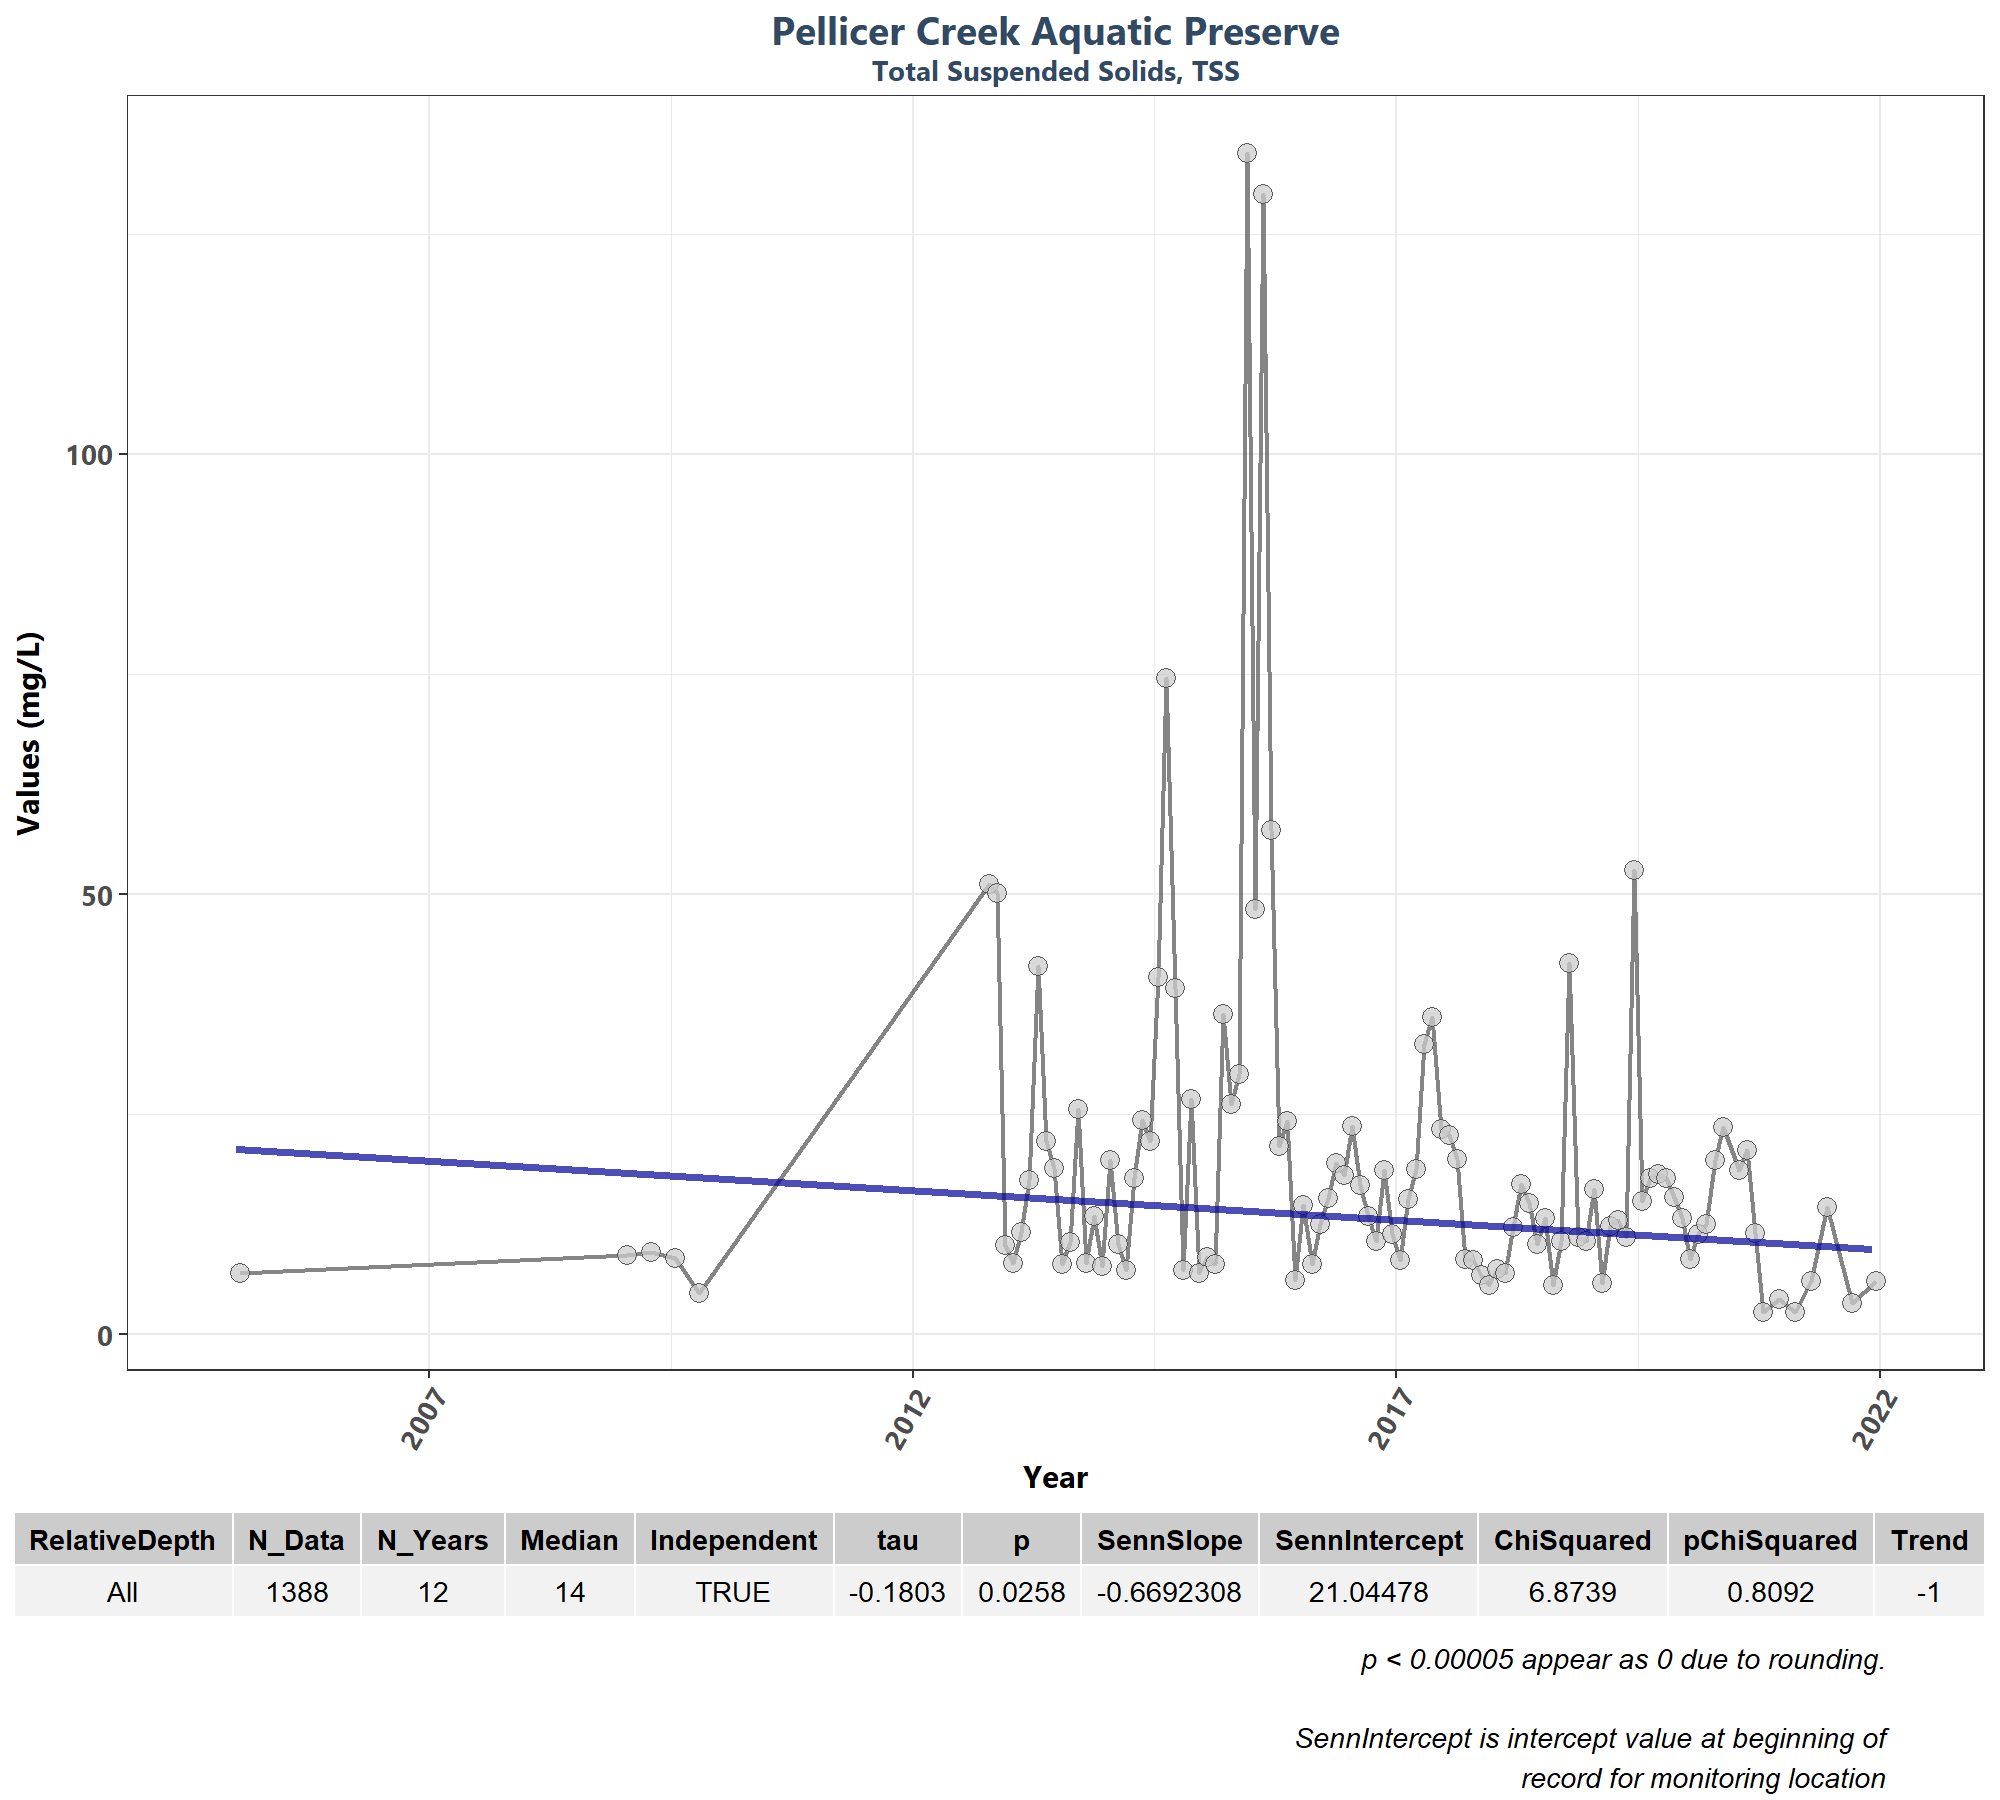 Pellicer Creek Aquatic Preserve
Total Suspended Solids, TSS
Values (mg/L)
100
50
0
2007
2012
2017
2022
Year
RelativeDepth N_Data N_Years Median Independent tau p SennSlope SennIntercept ChiSquared pChiSquared Trend
All 1388 12 14 TRUE -0.1803 0.0258 -0.6692308 21.04478 6.8739 0.8092 -1
p < 0.00005 appear as 0 due to rounding.
SennIntercept is intercept value at beginning of
record for monitoring location